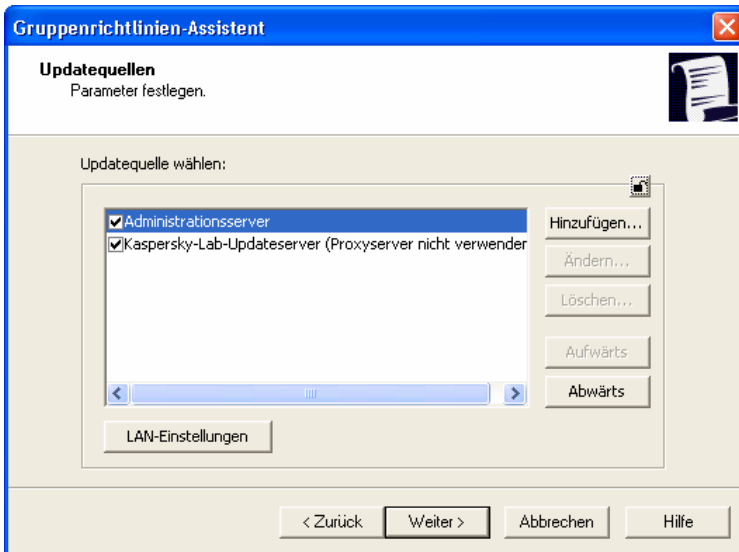 Gruppenrichtlinien-Assistent
Updatequellen
Parameter festlegen.
Updatequelle wählen:
Administrationsserver
Kaspersky-Lab-Updateserver (Proxyserver nicht verwender
Hinzufügen...
Ändern...
Löschen...
Aufwärts
Abwärts
LAN-Einstellungen
< Zurück
Weiter >
Abbrechen
Hilfe